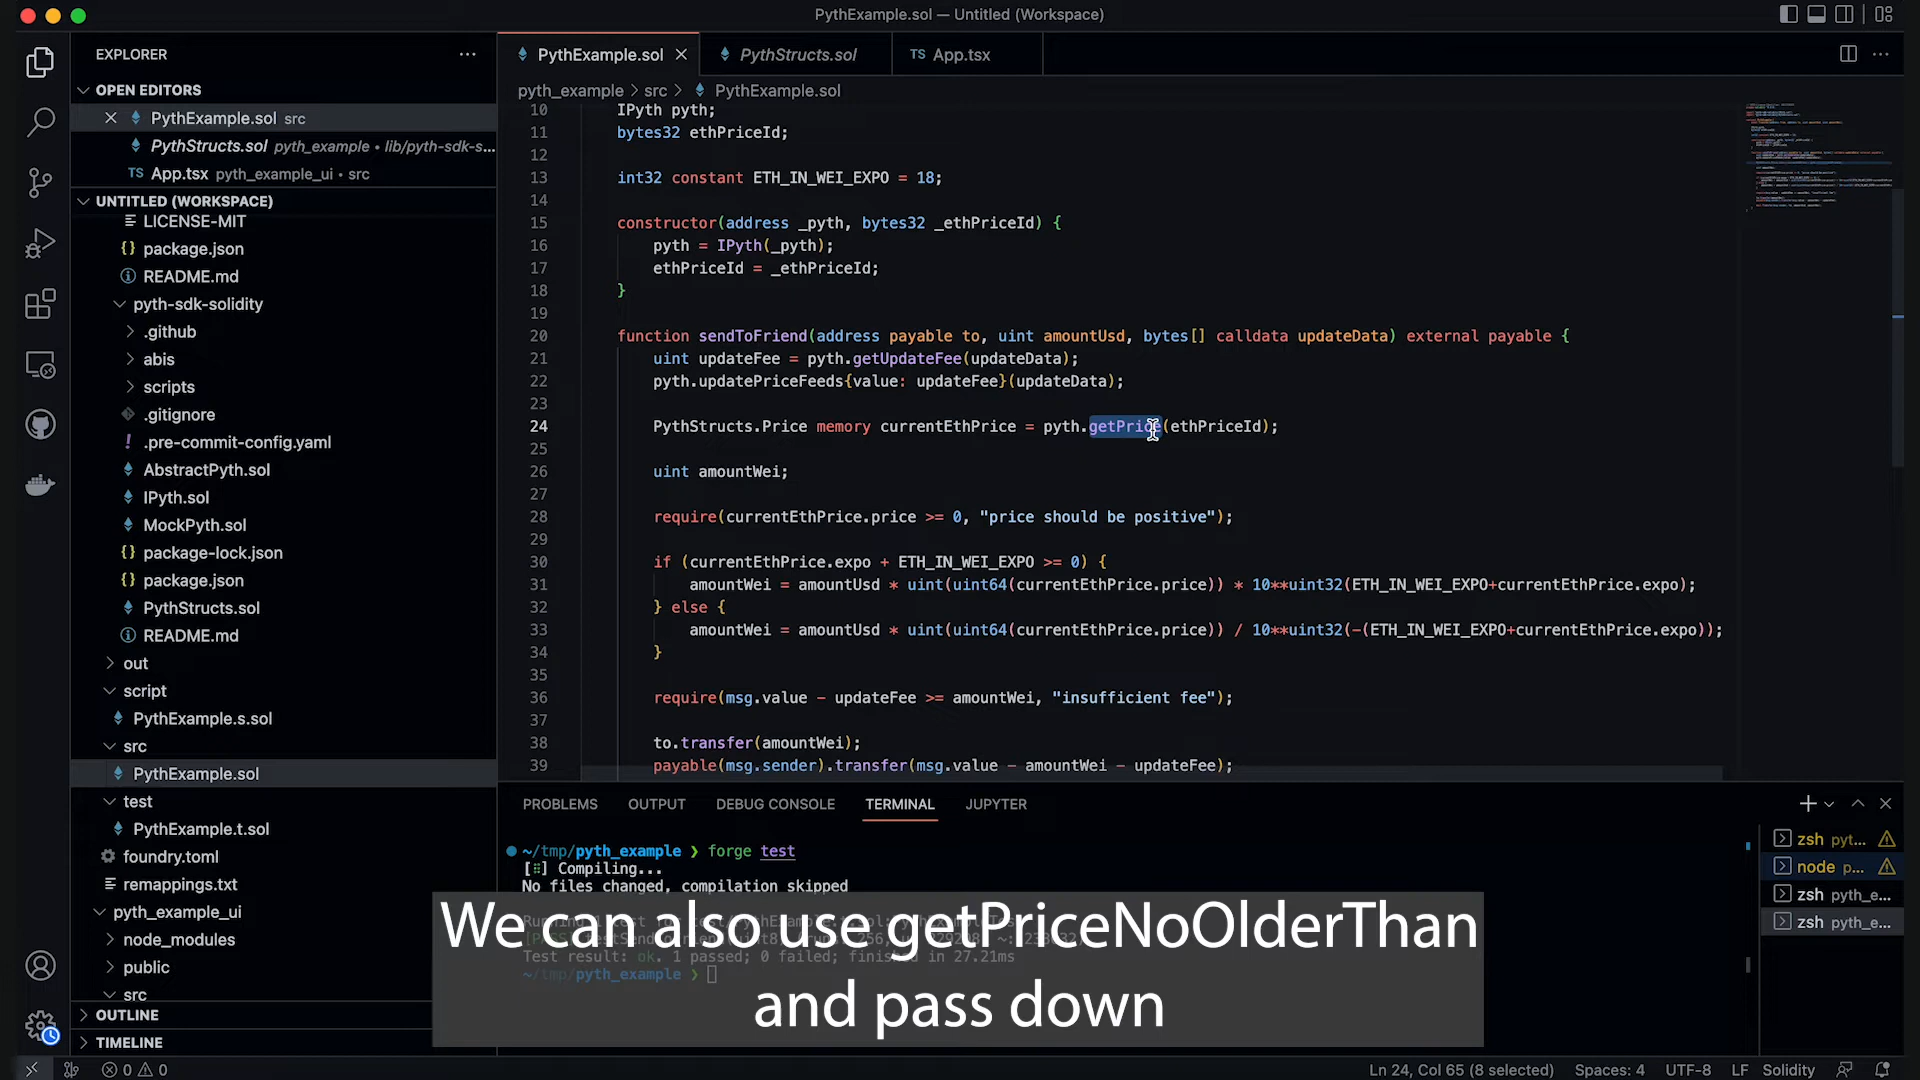 PythExample.sol — Untitled (Workspace)
EXPLORER
OPEN EDITORS
PythExample.sol src
PythStructs.sol pyth_example • lib/pyth-sdk-s...
TS App.tsx pyth_example_ui • src
UNTITLED (WORKSPACE)
LICENSE-MIT
{} package.json
README.md
pyth-sdk-solidity
.github
abis
scripts
.gitignore
! .pre-commit-config.yaml
AbstractPyth.sol
IPyth.sol
MockPyth.sol
{} package-lock.json
{} package.json
PythStructs.sol
README.md
out
script
PythExample.s.sol
src
PythExample.sol
test
PythExample.t.sol
foundry.toml
remappings.txt
pyth_example_ui
node_modules
public
src
OUTLINE
TIMELINE
PythExample.sol
PythStructs.sol
TS App.tsx
pyth_example > src > PythExample.sol
10 IPyth pyth;
11 bytes32 ethPriceId;
12
13 int32 constant ETH_IN_WEI_EXPO = 18;
14
15 constructor(address _pyth, bytes32 _ethPriceId) {
16 pyth = IPyth(_pyth);
17 ethPriceId = _ethPriceId;
18 }
19
20 function sendToFriend(address payable to, uint amountUsd, bytes[] calldata updateData) external payable {
21 uint updateFee = pyth.getUpdateFee(updateData);
22 pyth.updatePriceFeeds{value: updateFee}(updateData);
23
24 PythStructs.Price memory currentEthPrice = pyth.getPrice(ethPriceId);
25
26 uint amountWei;
27
28 require(currentEthPrice.price >= 0, "price should be positive");
29
30 if (currentEthPrice.expo + ETH_IN_WEI_EXPO >= 0) {
31 amountWei = amountUsd * uint(uint64(currentEthPrice.price)) * 10**uint32(ETH_IN_WEI_EXPO+currentEthPrice.expo);
32 } else {
33 amountWei = amountUsd * uint(uint64(currentEthPrice.price)) / 10**uint32(-(ETH_IN_WEI_EXPO+currentEthPrice.expo));
34 }
35
36 require(msg.value - updateFee >= amountWei, "insufficient fee");
37
38 to.transfer(amountWei);
39 payable(msg.sender).transfer(msg.value - amountWei - updateFee);
PROBLEMS OUTPUT DEBUG CONSOLE TERMINAL JUPYTER
~/tmp/pyth_example ❯ forge test
[⠿] Compiling...
No files changed, compilation skipped
Test result: ok. 1 passed; 0 failed; finished in 27.21ms
~/tmp/pyth_example ❯
zsh pyt...
node p...
zsh pyth_e...
zsh pyth_e...
We can also use getPriceNoOlderThan
and pass down
0 0
Ln 24, Col 65 (8 selected) Spaces: 4 UTF-8 LF Solidity